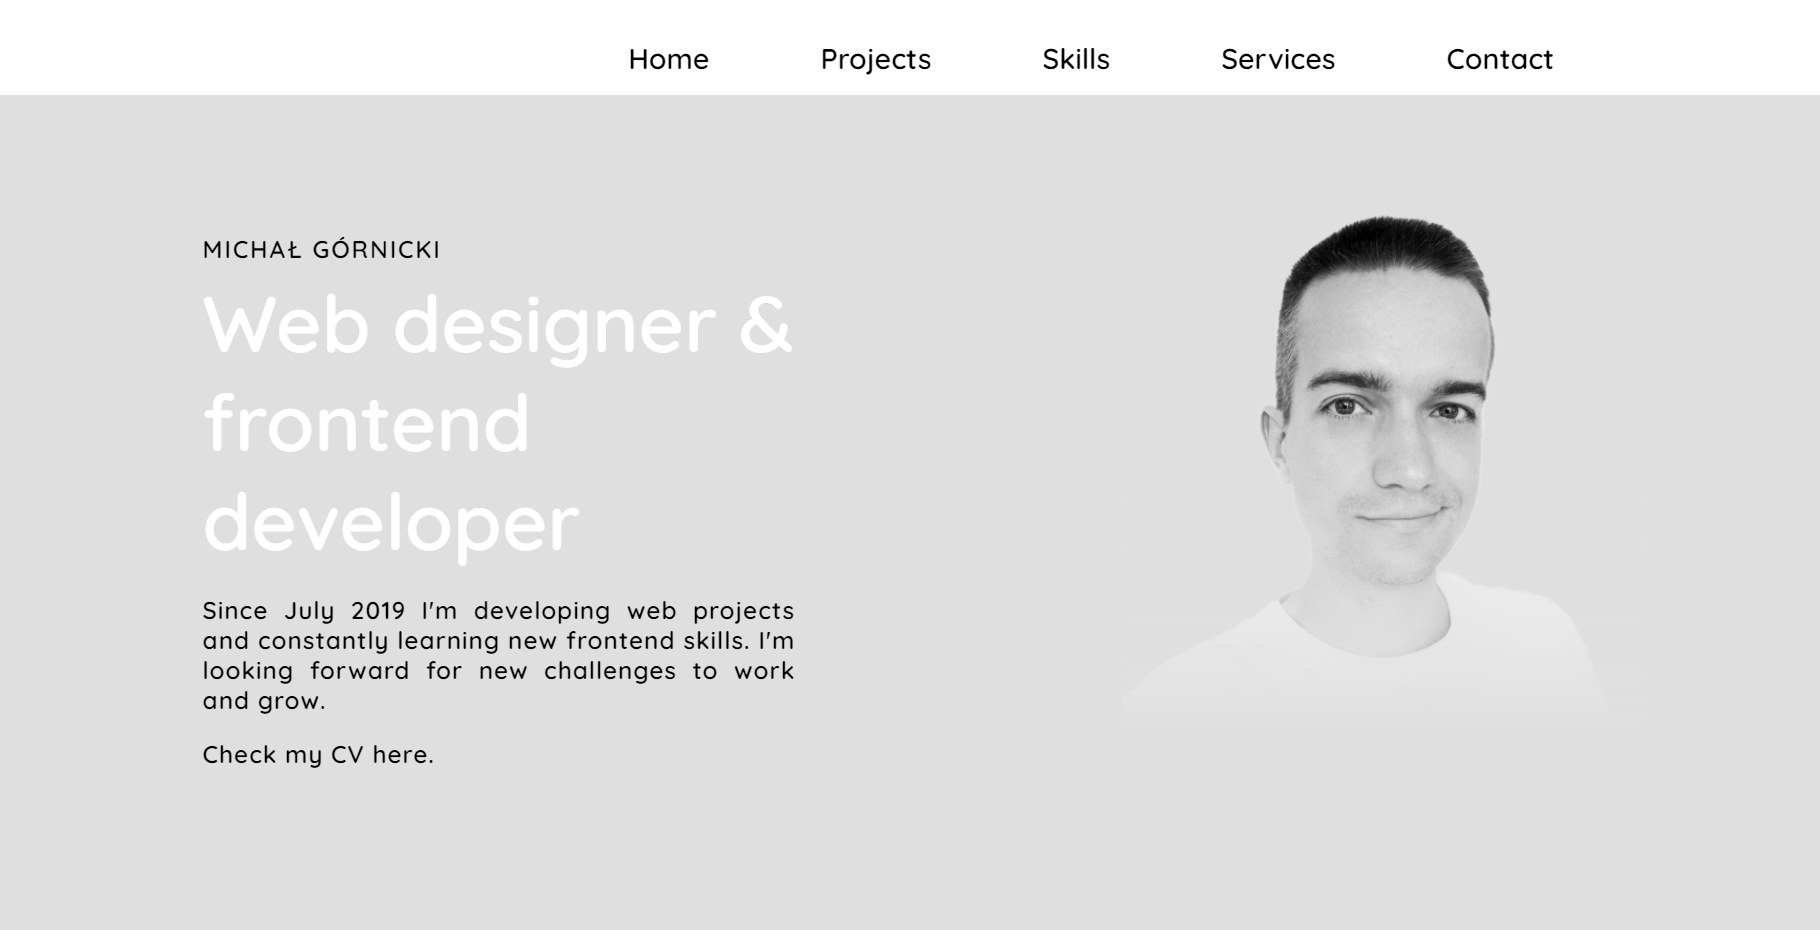 Home Projects Skills Services Contact
MICHAŁ GÓRNICKI
Web designer &
frontend
developer
Since July 2019 I'm developing web projects
and constantly learning new frontend skills. I'm
looking forward for new challenges to work
and grow.
Check my CV here.